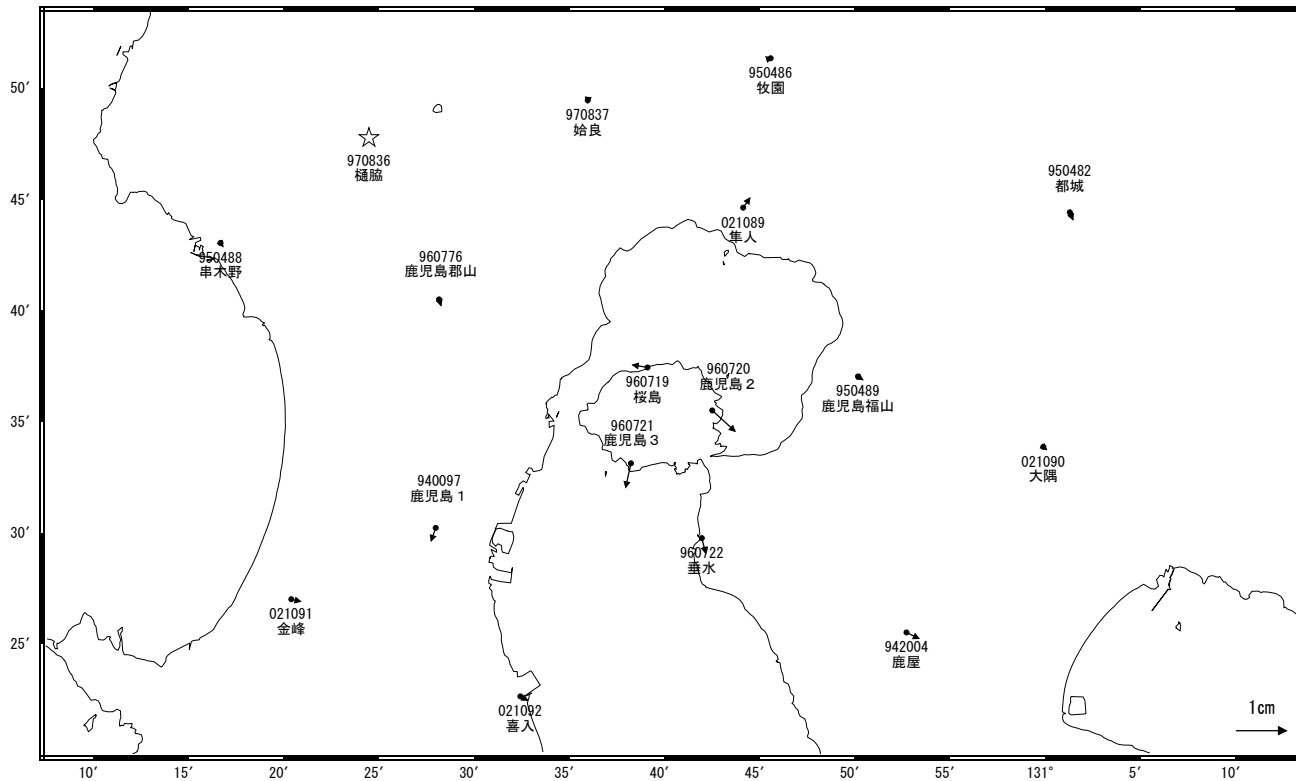 50′
45′
40′
35′
30′
25′
950486
牧園
970837
姶良
970836
樋脇
950482
都城
021089
隼人
950488
串木野
960776
鹿児島郡山
960719
桜島
960720
鹿児島２
950489
鹿児島福山
960721
鹿児島３
021090
大隅
940097
鹿児島１
960722
垂水
021091
金峰
942004
鹿屋
021092
喜入
1cm
10′ 15′ 20′ 25′ 30′ 35′ 40′ 45′ 50′ 55′ 131° 5′ 10′